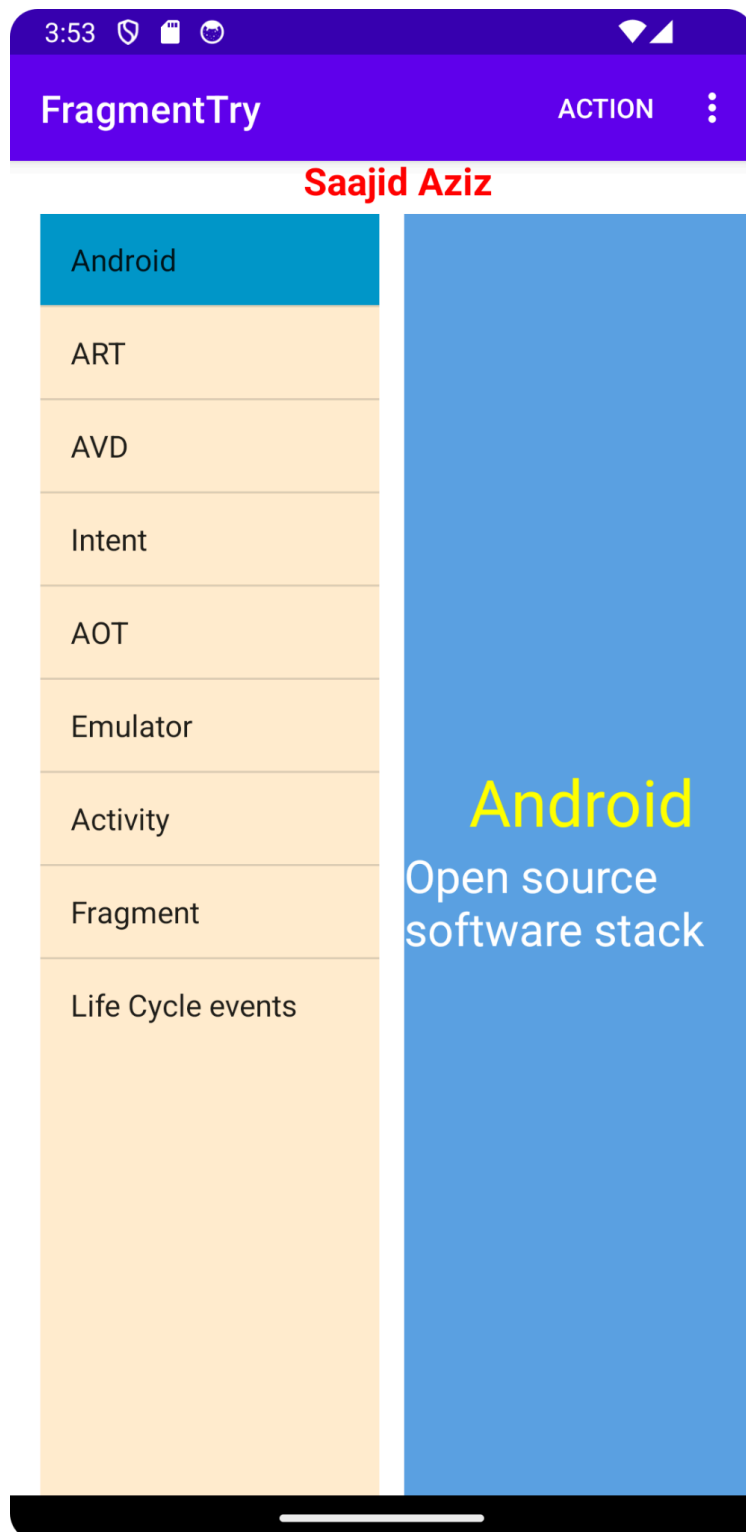 3:53
FragmentTry ACTION
Saajid Aziz
Android
ART
AVD
Intent
AOT
Emulator
Activity
Fragment
Life Cycle events
Android
Open source
software stack